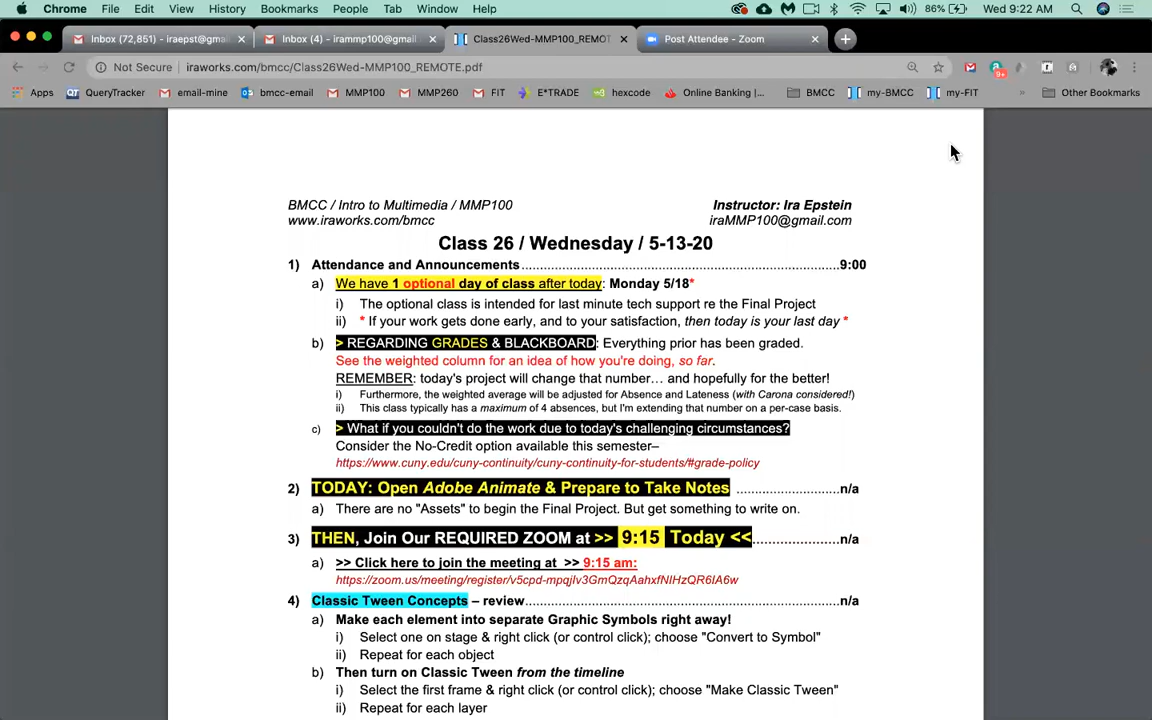 Chrome File Edit View History Bookmarks People Tab Window Help 86% Wed 9:22 AM
Inbox (72,851) - iraepst@gma Inbox (4) - irammp100@gmail Class26Wed-MMP100_REMOT Post Attendee - Zoom
Not Secure iraworks.com/bmcc/Class26Wed-MMP100_REMOTE.pdf 9+
Apps QT QueryTracker email-mine bmcc-email MMP100 MMP260 FIT E*TRADE hexcode Online Banking |... BMCC my-BMCC my-FIT » Other Bookmarks
BMCC / Intro to Multimedia / MMP100 Instructor: Ira Epstein
www.iraworks.com/bmcc iraMMP100@gmail.com
Class 26 / Wednesday / 5-13-20
1) Attendance and Announcements 9:00
a) We have 1 optional day of class after today: Monday 5/18*
i) The optional class is intended for last minute tech support re the Final Project
ii) * If your work gets done early, and to your satisfaction, then today is your last day *
b) > REGARDING GRADES & BLACKBOARD: Everything prior has been graded.
See the weighted column for an idea of how you're doing, so far.
REMEMBER: today's project will change that number… and hopefully for the better!
i) Furthermore, the weighted average will be adjusted for Absence and Lateness (with Carona considered!)
ii) This class typically has a maximum of 4 absences, but I'm extending that number on a per-case basis.
c) > What if you couldn't do the work due to today's challenging circumstances?
Consider the No-Credit option available this semester–
https://www.cuny.edu/cuny-continuity/cuny-continuity-for-students/#grade-policy
2) TODAY: Open Adobe Animate & Prepare to Take Notes n/a
a) There are no "Assets" to begin the Final Project. But get something to write on.
3) THEN, Join Our REQUIRED ZOOM at >> 9:15 Today << n/a
a) >> Click here to join the meeting at >> 9:15 am:
https://zoom.us/meeting/register/v5cpd-mpqjIv3GmQzqAahxfNIHzQR6IA6w
4) Classic Tween Concepts – review n/a
a) Make each element into separate Graphic Symbols right away!
i) Select one on stage & right click (or control click); choose "Convert to Symbol"
ii) Repeat for each object
b) Then turn on Classic Tween from the timeline
i) Select the first frame & right click (or control click); choose "Make Classic Tween"
ii) Repeat for each layer